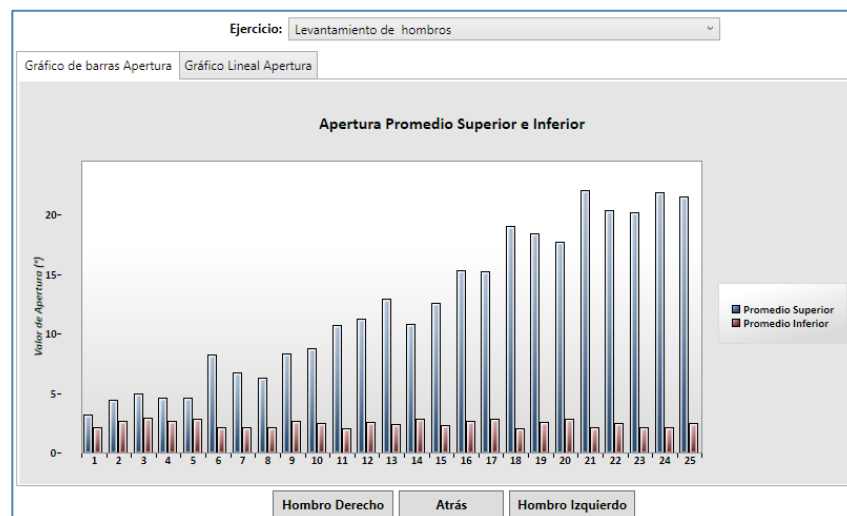 Ejercicio: Levantamiento de hombros
Gráfico de barras Apertura Gráfico Lineal Apertura
Apertura Promedio Superior e Inferior
Valor de Apertura (°)
20
15
10
5
0
1 2 3 4 5 6 7 8 9 10 11 12 13 14 15 16 17 18 19 20 21 22 23 24 25
Promedio Superior
Promedio Inferior
Hombro Derecho Atrás Hombro Izquierdo